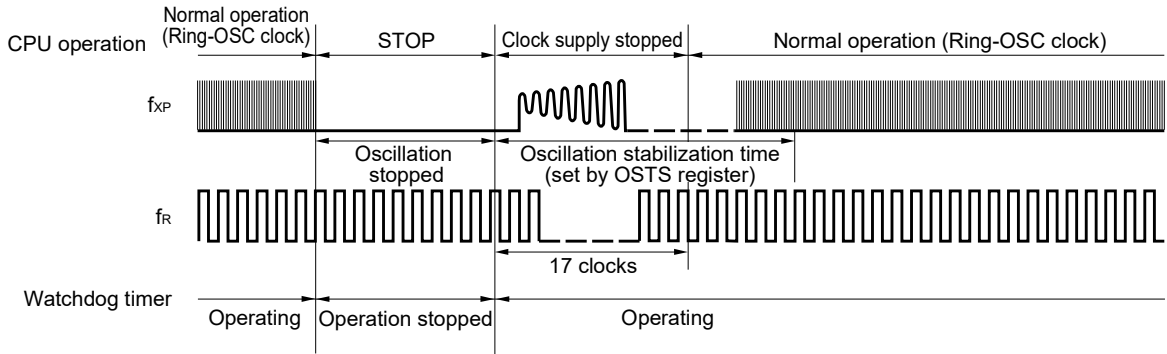 Normal operation
(Ring-OSC clock)
CPU operation
STOP
Clock supply stopped
Normal operation (Ring-OSC clock)
fXP
Oscillation
stopped
Oscillation stabilization time
(set by OSTS register)
fR
17 clocks
Watchdog timer
Operating
Operation stopped
Operating